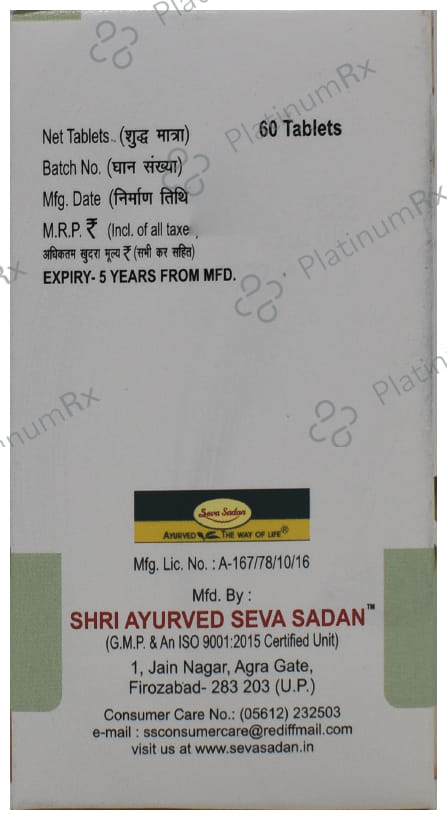 PlatinumRx
PlatinumRx
Net Tablets.. (शुद्ध मात्रा) 60 Tablets
Batch No. (घान संख्या)
Mfg. Date (निर्माण तिथि
PlatinumRx
M.R.P. ₹ (Incl. of all taxe ,
अधिकतम खुदरा मूल्य ₹ (सभी कर सहित)
EXPIRY- 5 YEARS FROM MFD.
Seva Sadan
AYURVED THE WAY OF LIFE®
Mfg. Lic. No. : A-167/78/10/16
Mfd. By :
SHRI AYURVED SEVA SADAN™
(G.M.P. & An ISO 9001:2015 Certified Unit)
1, Jain Nagar, Agra Gate,
Firozabad- 283 203 (U.P.)
Consumer Care No.: (05612) 232503
e-mail : ssconsumercare@rediffmail.com
visit us at www.sevasadan.in